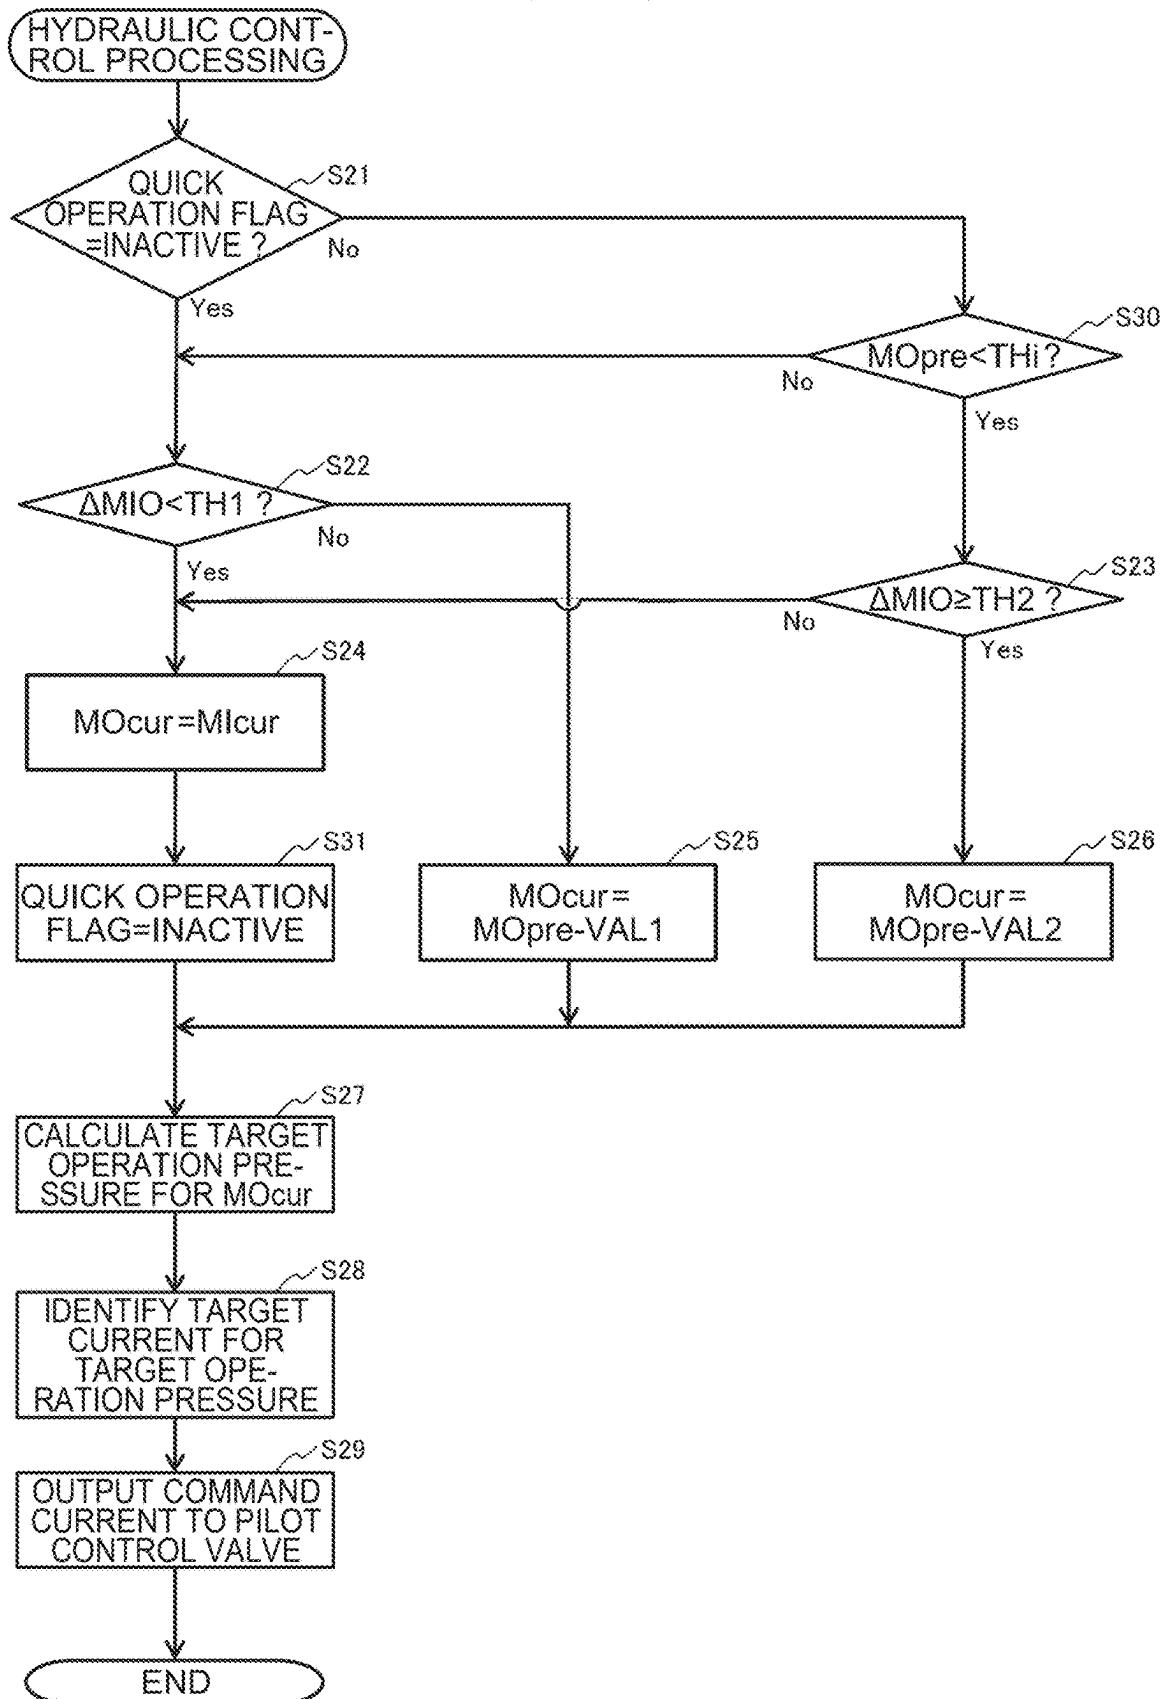 HYDRAULIC CONT-
ROL PROCESSING
S21
QUICK
OPERATION FLAG
=INACTIVE ?
No
Yes
S30
MOpre<THi ?
No
Yes
S22
ΔMIO<TH1 ?
No
Yes
S23
ΔMIO≥TH2 ?
No
Yes
S24
MOcur=MIcur
S31
QUICK OPERATION
FLAG=INACTIVE
S25
MOcur=
MOpre-VAL1
S26
MOcur=
MOpre-VAL2
S27
CALCULATE TARGET
OPERATION PRE-
SSURE FOR MOcur
S28
IDENTIFY TARGET
CURRENT FOR
TARGET OPE-
RATION PRESSURE
S29
OUTPUT COMMAND
CURRENT TO PILOT
CONTROL VALVE
END